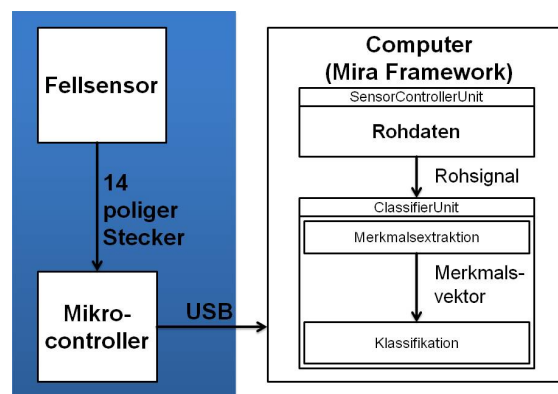 Fellsensor
14
poliger
Stecker
Mikro-
controller
USB
Computer
(Mira Framework)
SensorControllerUnit
Rohdaten
Rohsignal
ClassifierUnit
Merkmalsextraktion
Merkmals-
vektor
Klassifikation